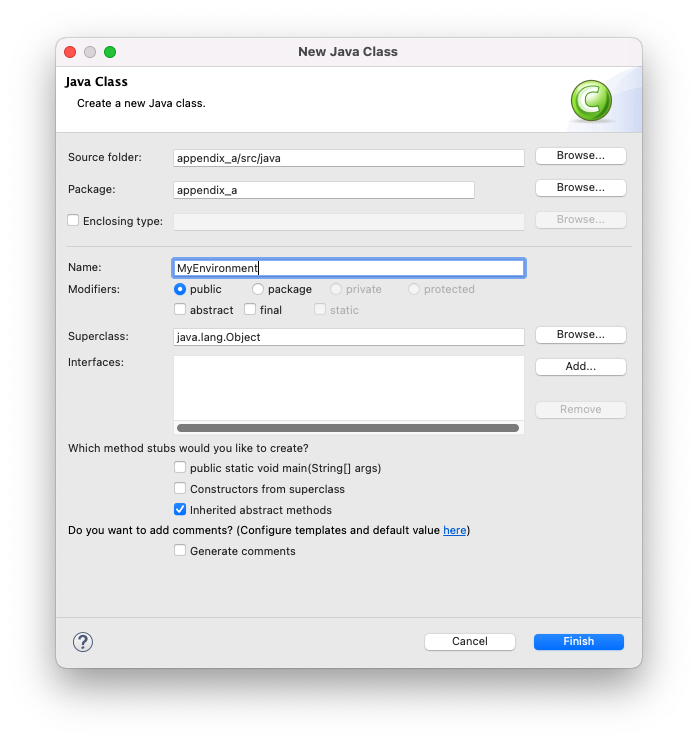 New Java Class
Java Class
Create a new Java class.
C
Source folder: appendix_a/src/java Browse...
Package: appendix_a Browse...
Enclosing type: Browse...
Name: MyEnvironment
Modifiers: public package private protected
abstract final static
Superclass: java.lang.Object Browse...
Interfaces: Add...
Remove
Which method stubs would you like to create?
public static void main(String[] args)
Constructors from superclass
Inherited abstract methods
Do you want to add comments? (Configure templates and default value here)
Generate comments
? Cancel Finish